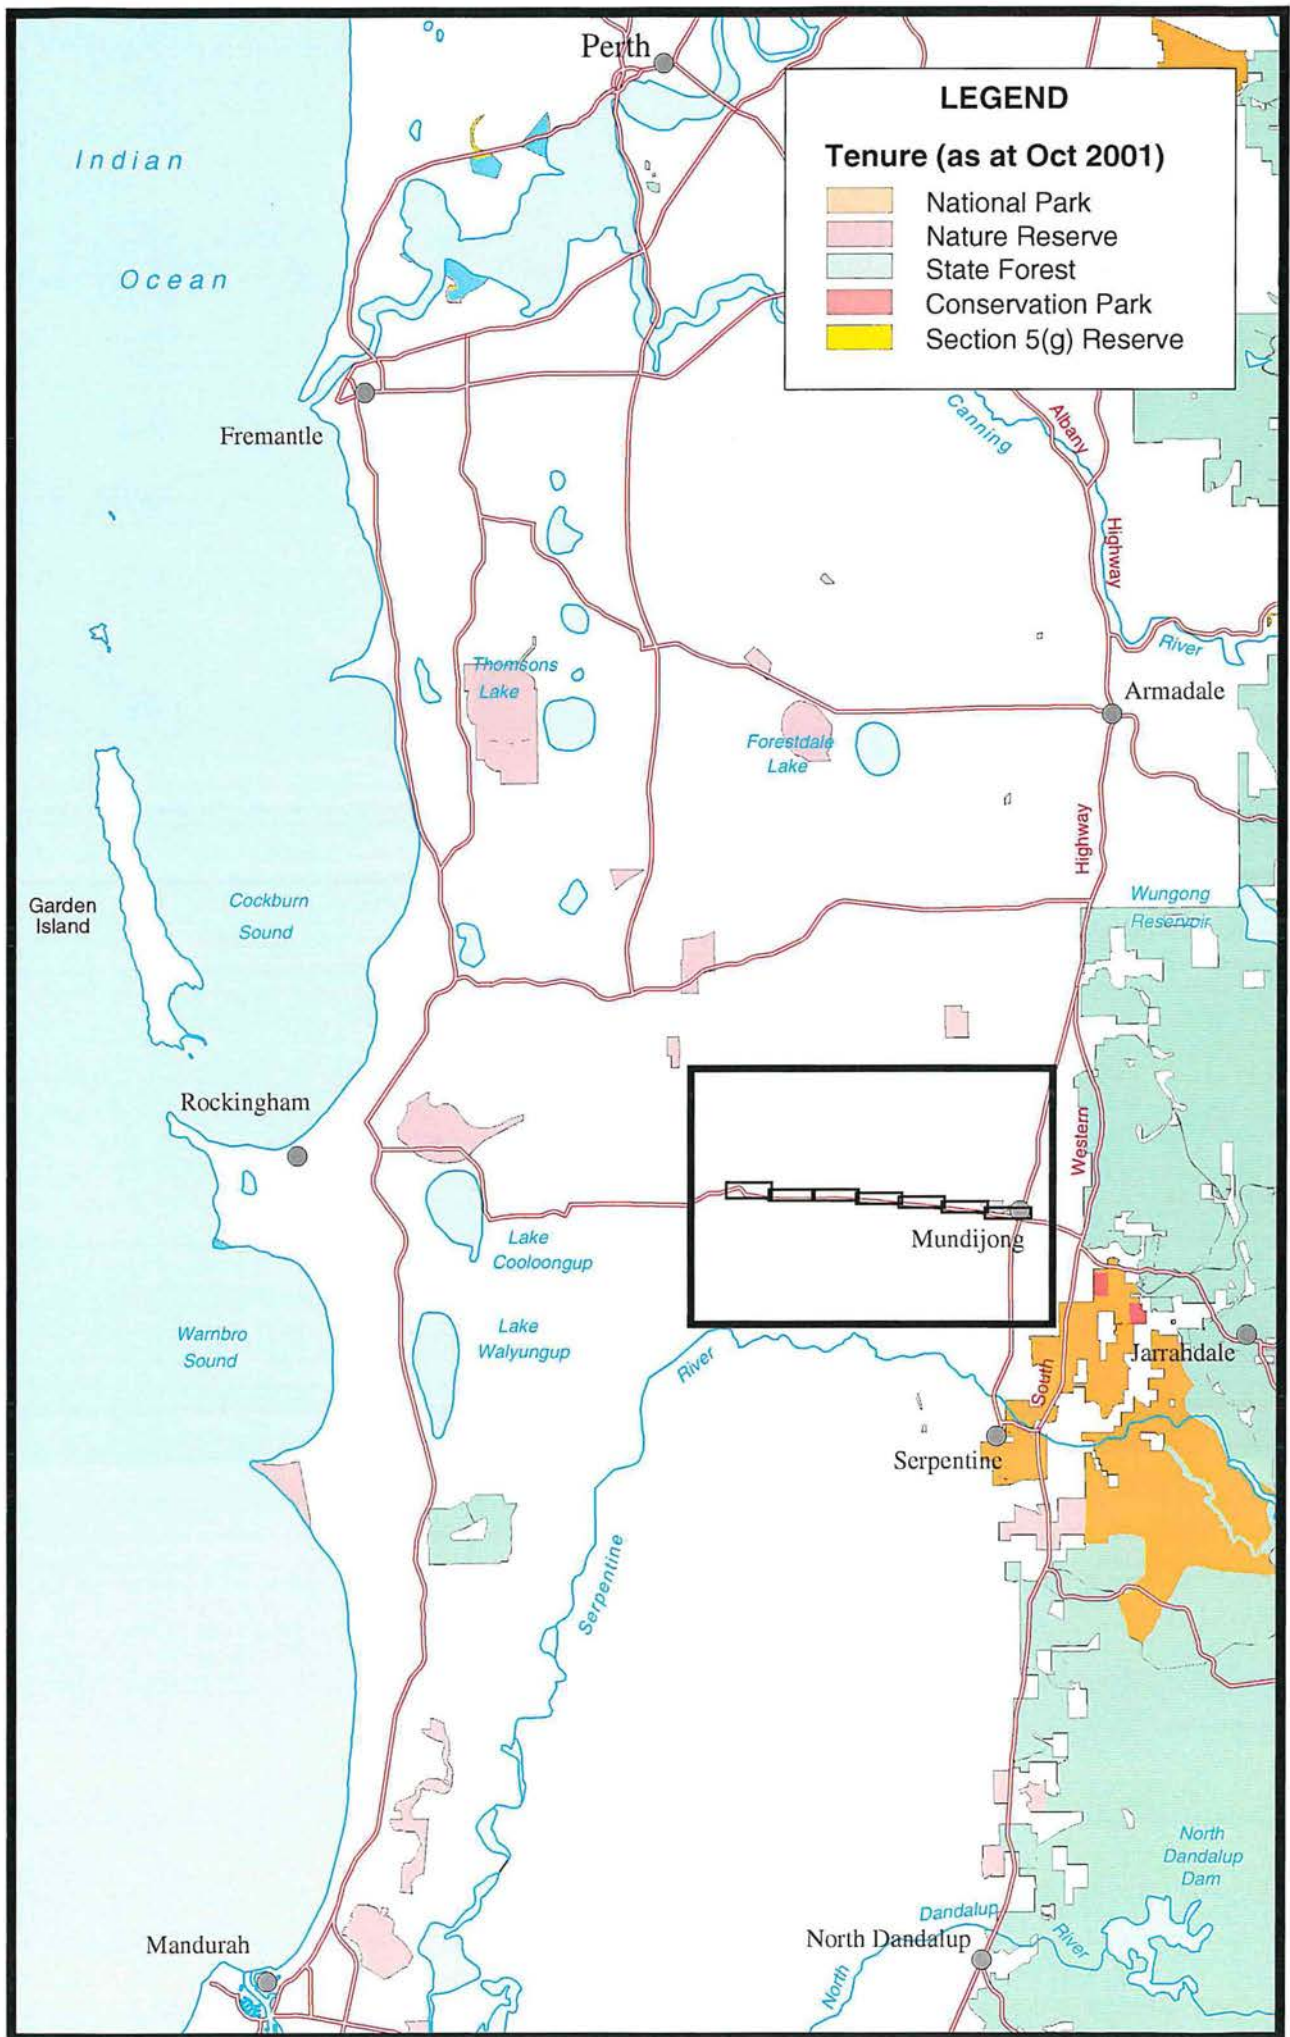 Perth
LEGEND
Tenure (as at Oct 2001)
National Park
Nature Reserve
State Forest
Conservation Park
Section 5(g) Reserve
Indian
Ocean
Fremantle
Canning
Albany
Highway
River
Thomsons
Lake
Armadale
Forestdale
Lake
Highway
Garden
Island
Cockburn
Sound
Wungong
Reservoir
Rockingham
Western
Mundijong
Lake
Cooloongup
Warnbro
Sound
Lake
Walyungup
River
South
Jarrahdale
Serpentine
Serpentine
North
Dandalup
Dam
Dandalup
River
Mandurah
North Dandalup
North